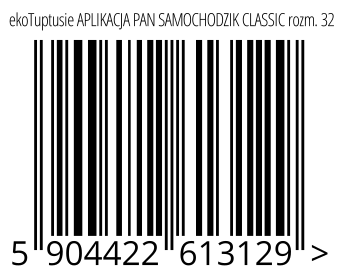 ekoTuptusie APLIKACJA PAN SAMOCHODZIK CLASSIC rozm. 32
5 904422 613129 >